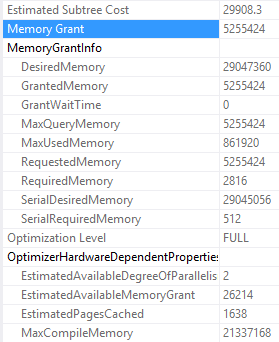 Estimated Subtree Cost 29908.3
Memory Grant 5255424
MemoryGrantInfo
DesiredMemory 29047360
GrantedMemory 5255424
GrantWaitTime 0
MaxQueryMemory 5255424
MaxUsedMemory 861920
RequestedMemory 5255424
RequiredMemory 2816
SerialDesiredMemory 29045056
SerialRequiredMemory 512
Optimization Level FULL
OptimizerHardwareDependentProperties
EstimatedAvailableDegreeOfParallelis 2
EstimatedAvailableMemoryGrant 26214
EstimatedPagesCached 1638
MaxCompileMemory 21337168